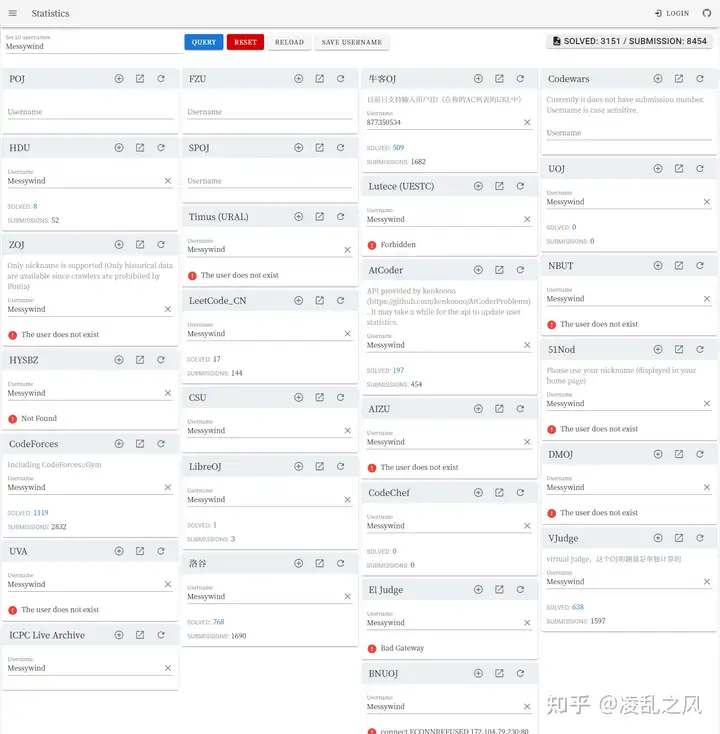 Statistics
LOGIN
Set all usernames
Messywind
QUERY
RESET
RELOAD
SAVE USERNAME
SOLVED: 3151 / SUBMISSION: 8454
POJ
Username
HDU
Username
Messywind
SOLVED: 8
SUBMISSIONS: 52
ZOJ
Only nickname is supported (Only historical data
are available since crawlers are prohibited by
Pintia)
Username
Messywind
The user does not exist
HYSBZ
Username
Messywind
Not Found
CodeForces
Including CodeForces::Gym
Username
Messywind
SOLVED: 1119
SUBMISSIONS: 2832
UVA
Username
Messywind
The user does not exist
ICPC Live Archive
Username
Messywind
FZU
Username
SPOJ
Username
Timus (URAL)
Username
Messywind
The user does not exist
LeetCode_CN
Username
Messywind
SOLVED: 17
SUBMISSIONS: 144
CSU
Username
Messywind
LibreOJ
Username
Messywind
SOLVED: 1
SUBMISSIONS: 3
洛谷
Username
Messywind
SOLVED: 768
SUBMISSIONS: 1690
牛客OJ
目前只支持输入用户ID（在你的AC列表的URL中）
Username
877350534
SOLVED: 509
SUBMISSIONS: 1682
Lutece (UESTC)
Username
Messywind
Forbidden
AtCoder
API provided by kenkoooo
(https://github.com/kenkoooo/AtCoderProblems)
. It may take a while for the api to update user
statistics.
Username
Messywind
SOLVED: 197
SUBMISSIONS: 454
AIZU
Username
Messywind
The user does not exist
CodeChef
Username
Messywind
SOLVED: 0
SUBMISSIONS: 0
El Judge
Username
Messywind
Bad Gateway
BNUOJ
Username
Messywind
connect ECONNREFUSED 172.104.79.230:80
Codewars
Currently it does not have submission number.
Username is case sensitive.
Username
UOJ
Username
Messywind
SOLVED: 0
SUBMISSIONS: 0
NBUT
Username
Messywind
The user does not exist
51Nod
Please use your nickname (displayed in your
home page)
Username
Messywind
The user does not exist
DMOJ
Username
Messywind
The user does not exist
VJudge
virtual judge，这个OJ的题量是单独计算的
Username
Messywind
SOLVED: 638
SUBMISSIONS: 1597
知乎 @凌乱之风